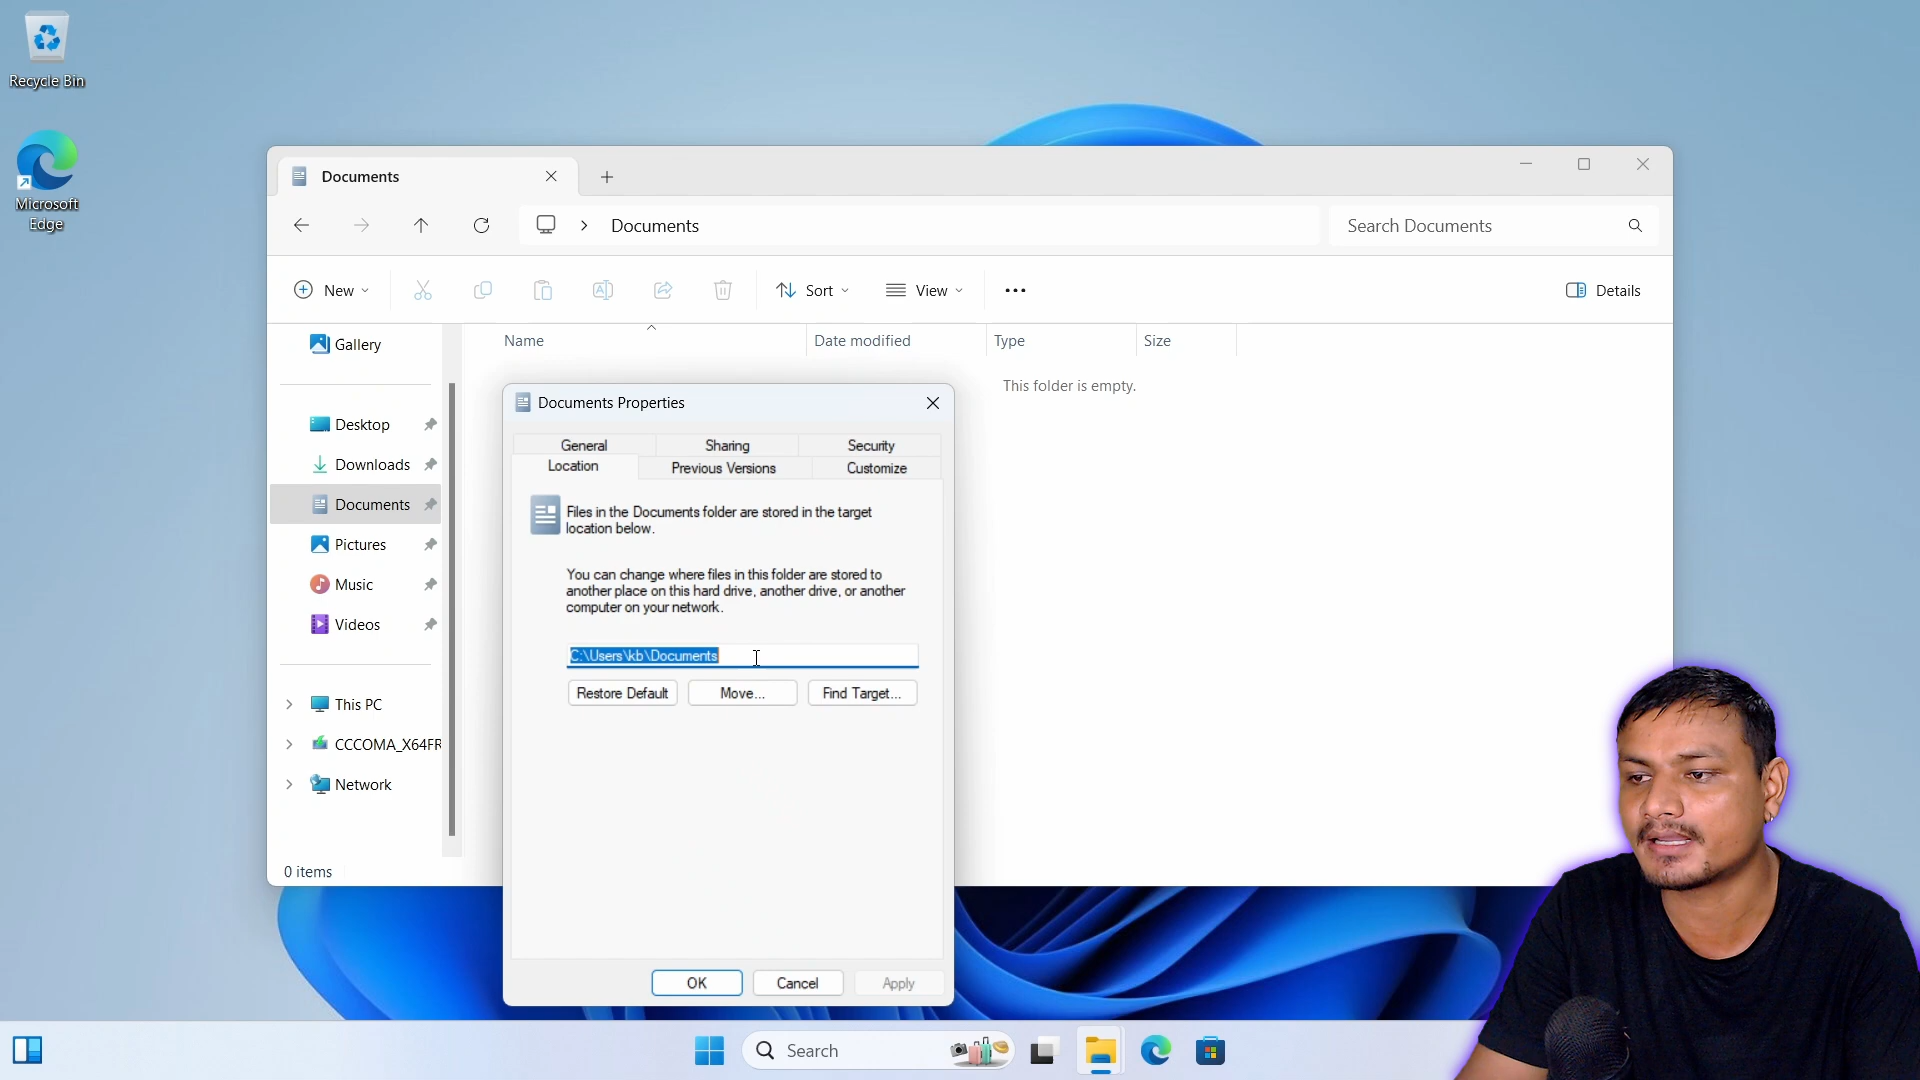 Recycle Bin
Microsoft
Edge
Documents
Documents
Search Documents
New
Sort
View
Details
Name
Date modified
Type
Size
This folder is empty.
Gallery
Desktop
Downloads
Documents
Pictures
Music
Videos
This PC
CCCOMA_X64FR
Network
0 items
Documents Properties
General
Sharing
Security
Location
Previous Versions
Customize
Files in the Documents folder are stored in the target
location below.
You can change where files in this folder are stored to
another place on this hard drive, another drive, or another
computer on your network.
C:\Users\kb\Documents
Restore Default
Move...
Find Target...
OK
Cancel
Apply
Search